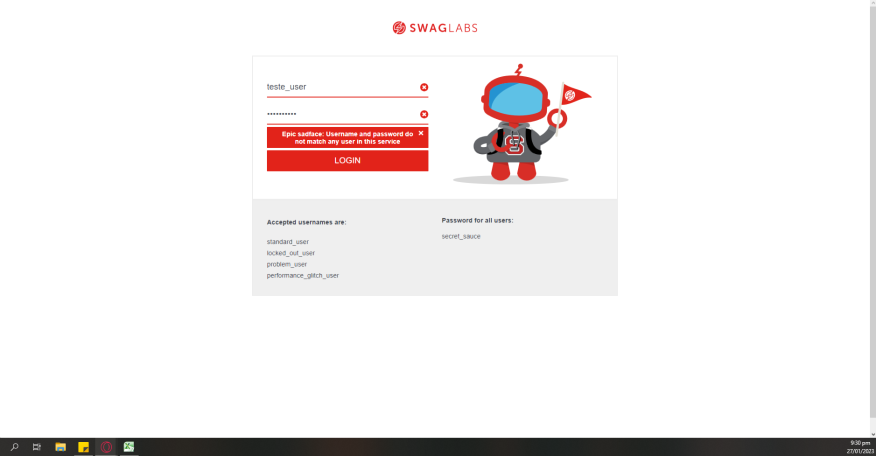 SWAGLABS
teste_user
••••••••••
Epic sadface: Username and password do
not match any user in this service
LOGIN
Accepted usernames are:
standard_user
locked_out_user
problem_user
performance_glitch_user
Password for all users:
secret_sauce
9:30 pm
27/01/2023